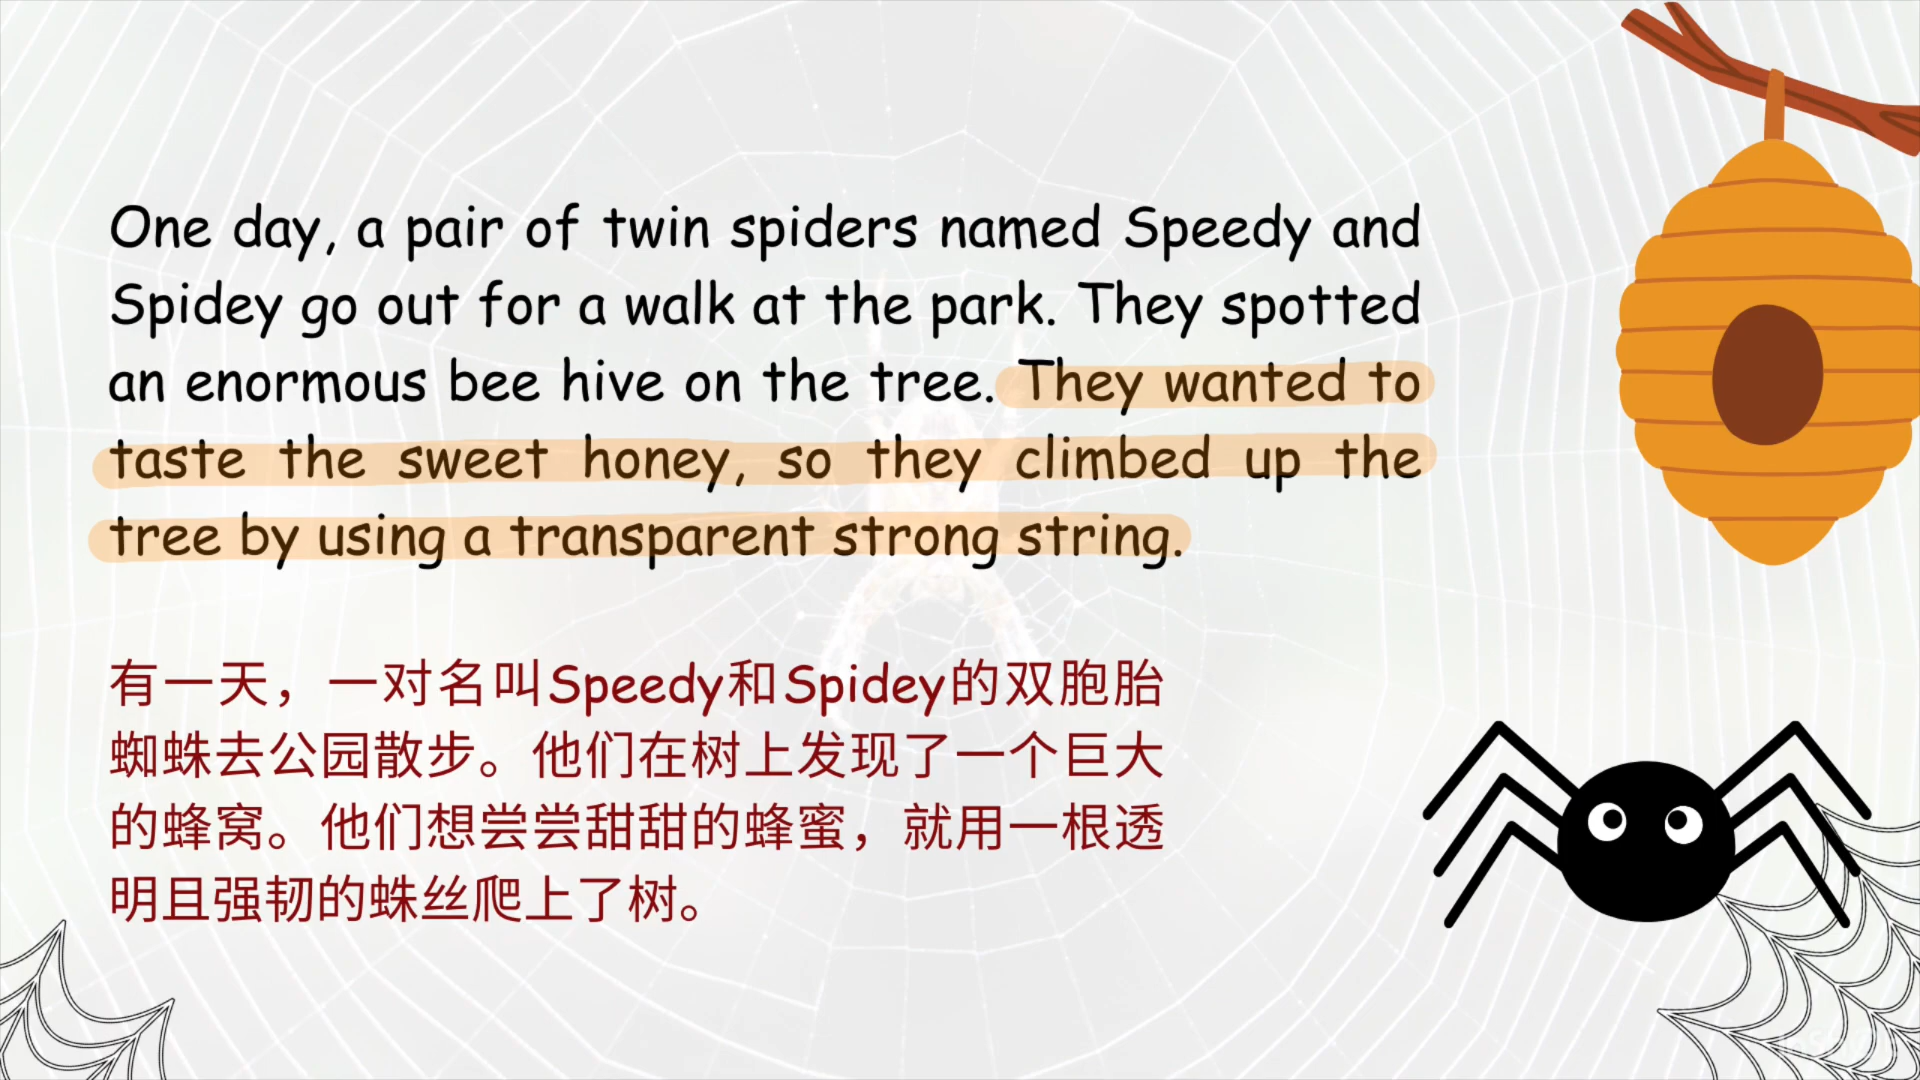 One day, a pair of twin spiders named Speedy and
Spidey go out for a walk at the park. They spotted
an enormous bee hive on the tree. They wanted to
taste the sweet honey, so they climbed up the
tree by using a transparent strong string.
有一天，一对名叫Speedy和Spidey的双胞胎
蜘蛛去公园散步。他们在树上发现了一个巨大
的蜂窝。他们想尝尝甜甜的蜂蜜，就用一根透
明且强韧的蛛丝爬上了树。